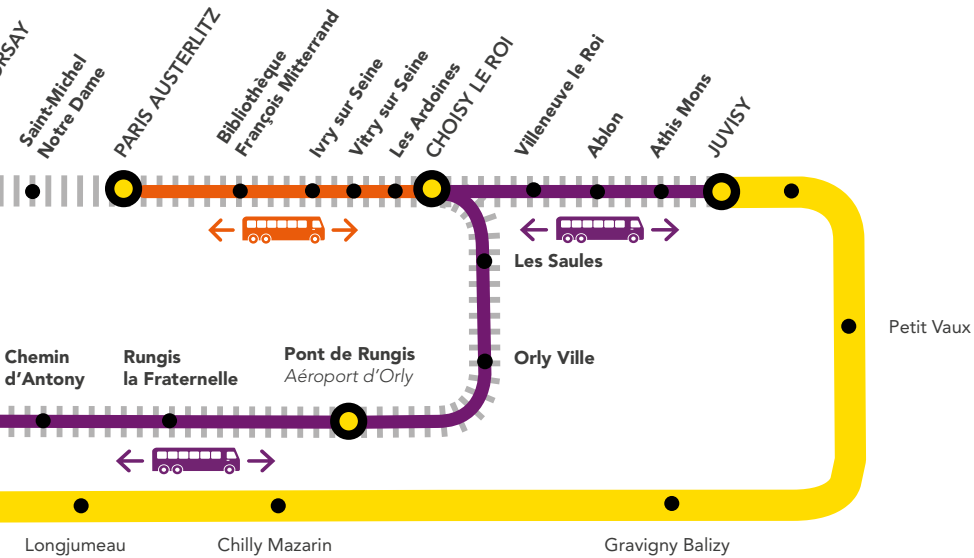 Saint-Michel
Notre Dame
PARIS AUSTERLITZ
Bibliothèque
François Mitterrand
Ivry sur Seine
Vitry sur Seine
Les Ardoines
CHOISY LE ROI
Villeneuve le Roi
Ablon
Athis Mons
JUVISY
Les Saules
Petit Vaux
Chemin
d'Antony
Rungis
la Fraternelle
Pont de Rungis
Aéroport d'Orly
Orly Ville
Longjumeau
Chilly Mazarin
Gravigny Balizy